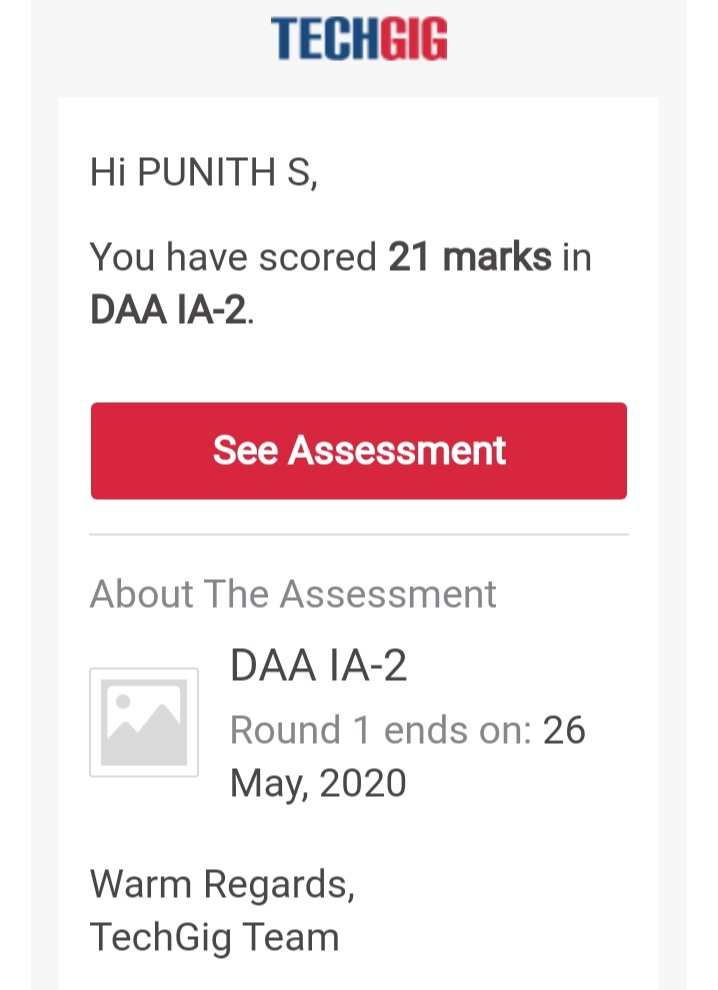 TECHGIG
Hi PUNITH S,
You have scored 21 marks in
DAA IA-2.
See Assessment
About The Assessment
DAA IA-2
Round 1 ends on: 26
May, 2020
Warm Regards,
TechGig Team